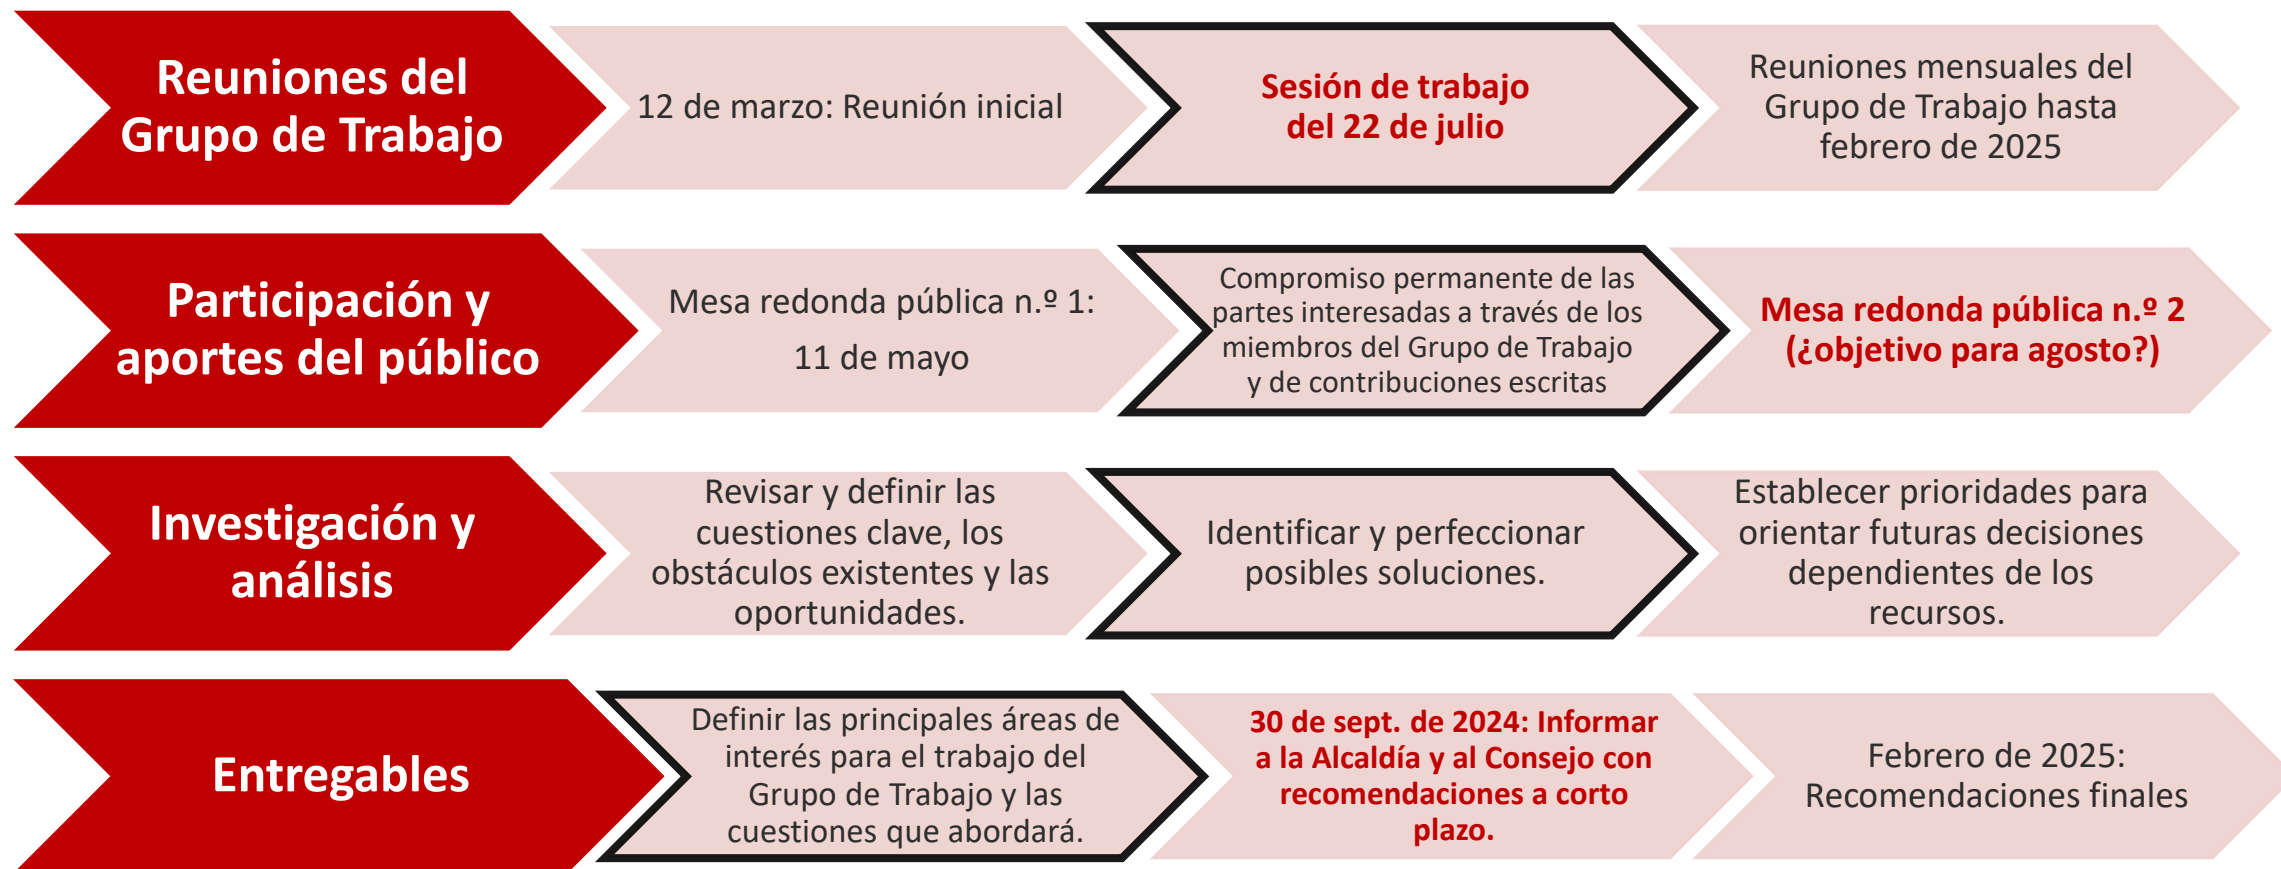 Reuniones del
Grupo de Trabajo
12 de marzo: Reunión inicial
Sesión de trabajo
del 22 de julio
Reuniones mensuales del
Grupo de Trabajo hasta
febrero de 2025
Participación y
aportes del público
Mesa redonda pública n.º 1:
11 de mayo
Compromiso permanente de las
partes interesadas a través de los
miembros del Grupo de Trabajo
y de contribuciones escritas
Mesa redonda pública n.º 2
(¿objetivo para agosto?)
Investigación y
análisis
Revisar y definir las
cuestiones clave, los
obstáculos existentes y las
oportunidades.
Identificar y perfeccionar
posibles soluciones.
Establecer prioridades para
orientar futuras decisiones
dependientes de los
recursos.
Entregables
Definir las principales áreas de
interés para el trabajo del
Grupo de Trabajo y las
cuestiones que abordará.
30 de sept. de 2024: Informar
a la Alcaldía y al Consejo con
recomendaciones a corto
plazo.
Febrero de 2025:
Recomendaciones finales